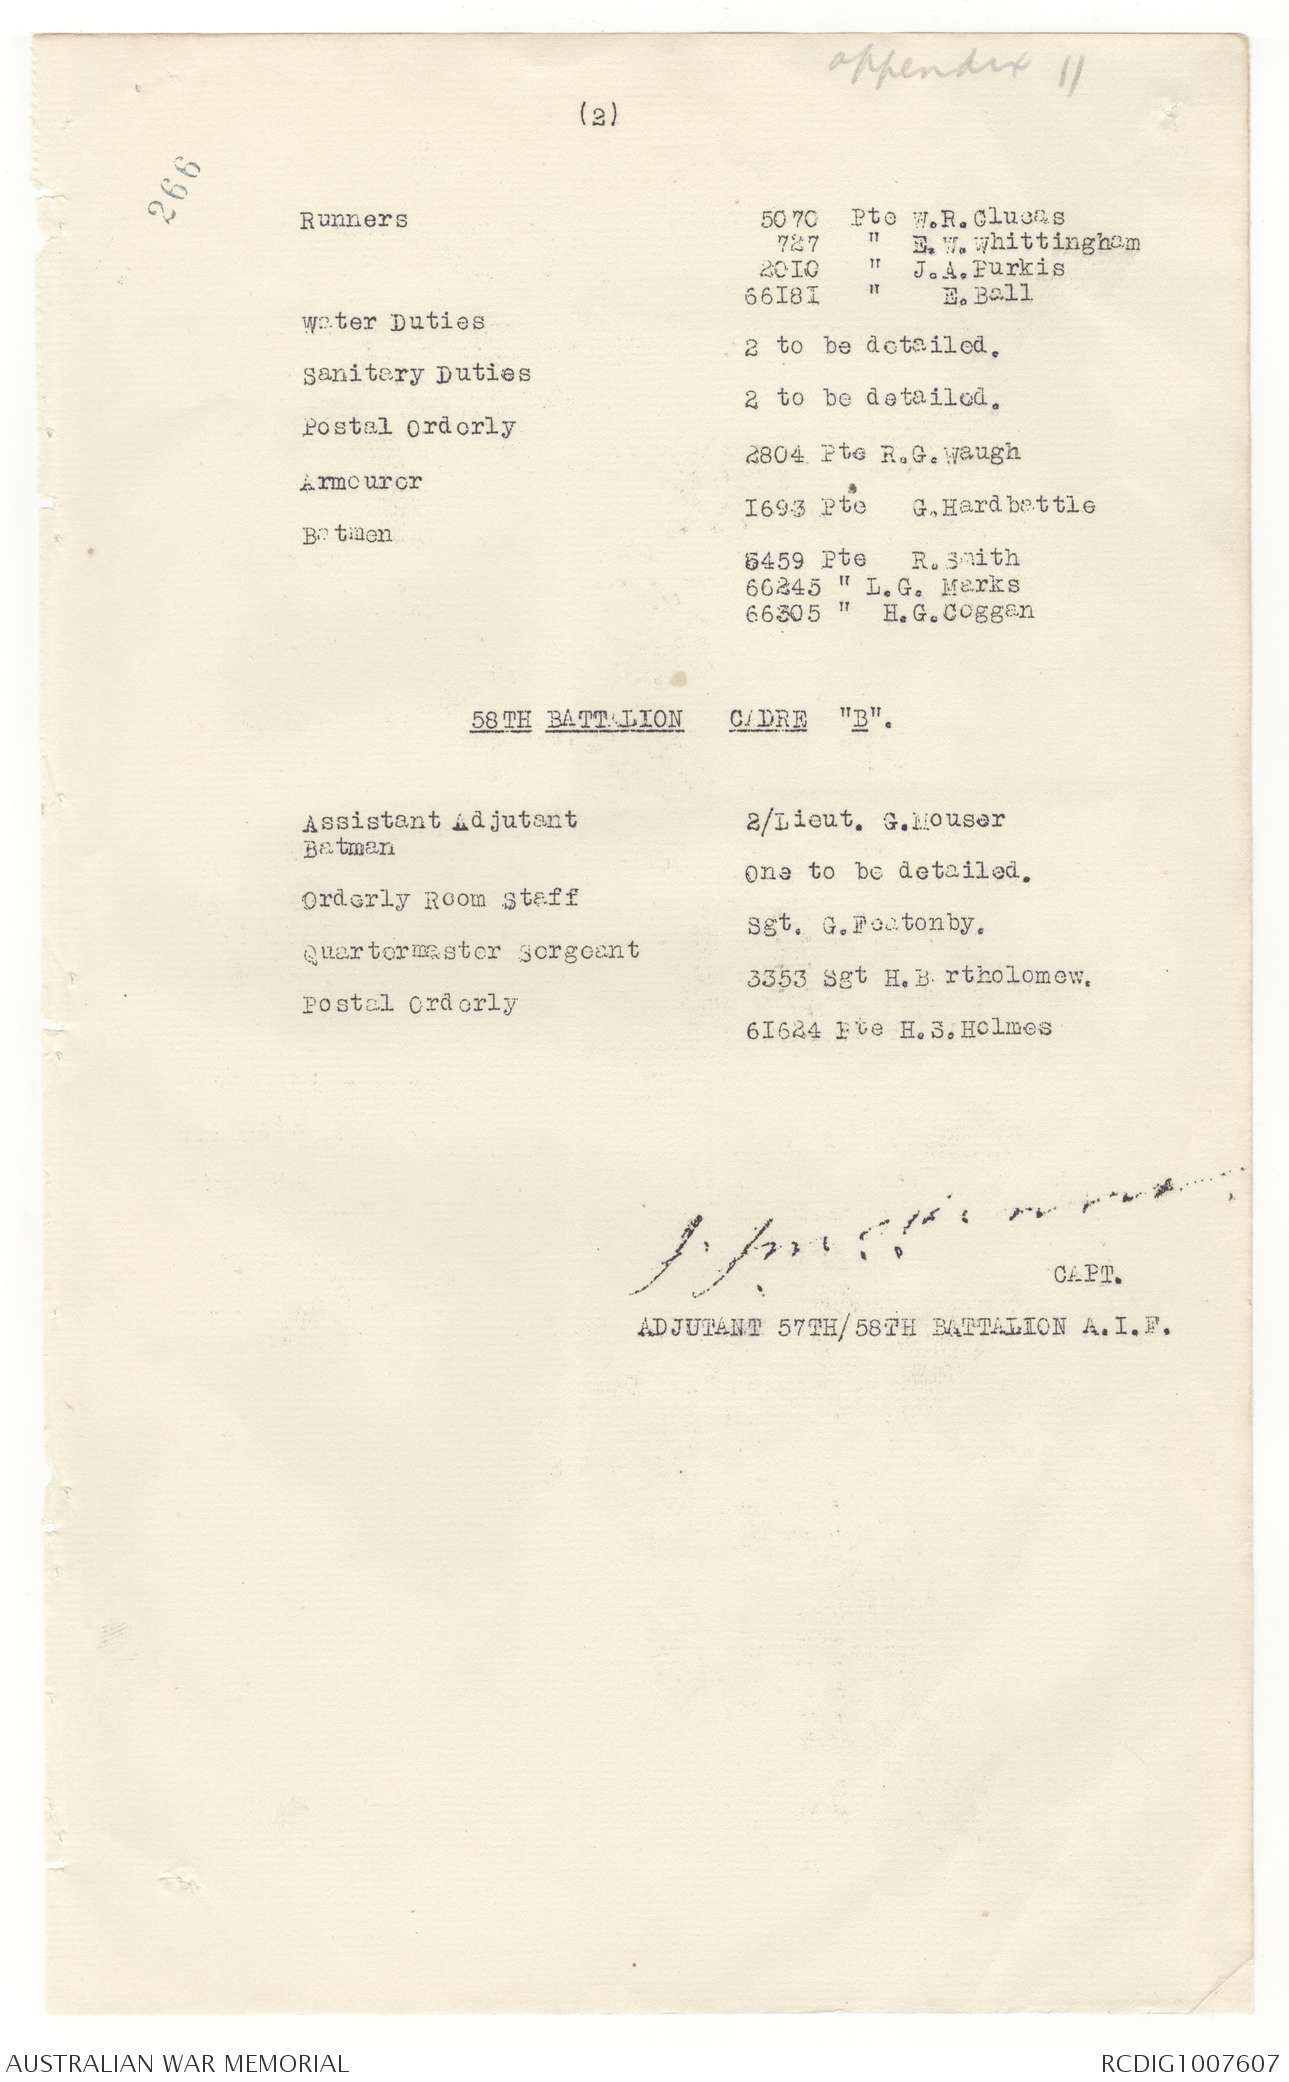 appendix 11
(2)
266
Runners 5070 Pte W.R.Clucas
727 " E.W.Whittingham
2010 " J.A.Purkis
66181 " E.Ball
Water Duties
2 to be detailed.
Sanitary Duties
2 to be detailed.
Postal Orderly
2804 Pte R.G.Waugh
Armourer
1693 Pte G.Hardbattle
Batmen
5459 Pte R.Smith
66245 " L.G. Marks
66305 " H.G.Coggan
58TH BATTALION CADRE "B".
Assistant Adjutant 2/Lieut. G.Mouser
Batman
One to be detailed.
Orderly Room Staff
Sgt. G.Featonby.
Quartermaster Sergeant
3353 Sgt H.Bartholomew.
Postal Orderly
61624 Pte H.S.Holmes
CAPT.
ADJUTANT 57TH/58TH BATTALION A.I.F.
AUSTRALIAN WAR MEMORIAL RCDIG1007607